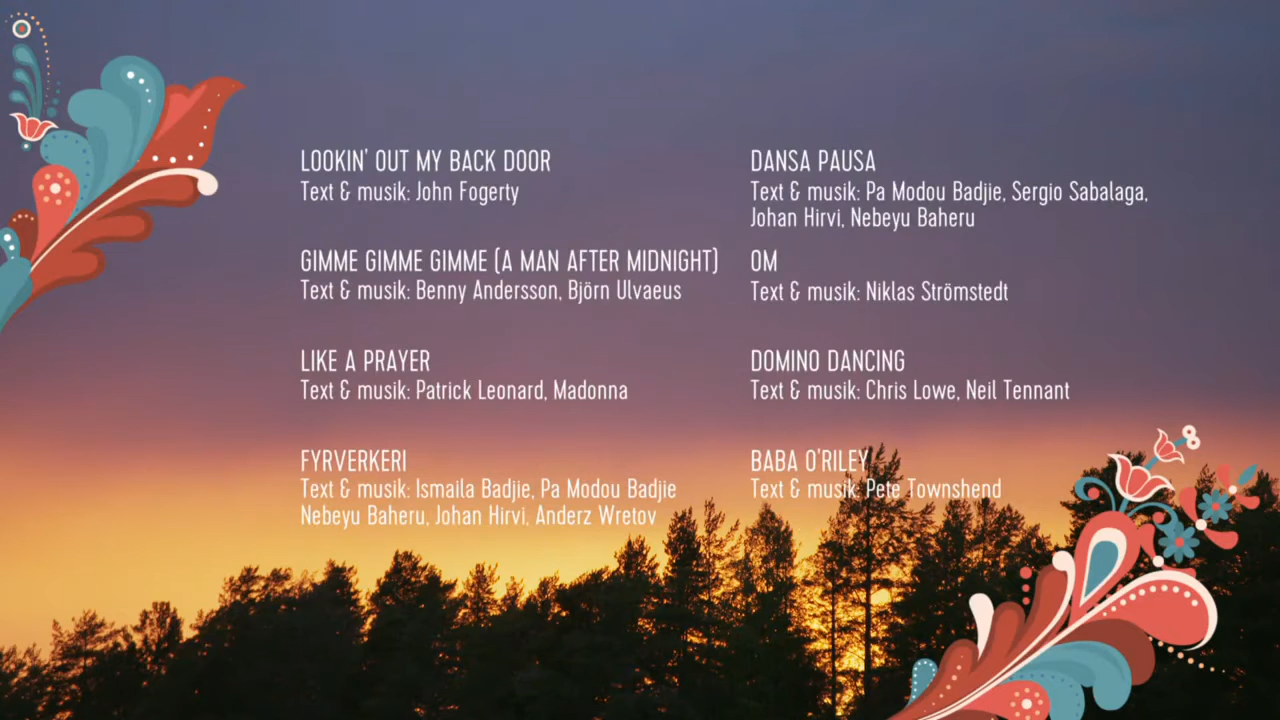 LOOKIN' OUT MY BACK DOOR
Text & musik: John Fogerty
GIMME GIMME GIMME (A MAN AFTER MIDNIGHT)
Text & musik: Benny Andersson, Björn Ulvaeus
LIKE A PRAYER
Text & musik: Patrick Leonard, Madonna
FYRVERKERI
Text & musik: Ismaila Badjie, Pa Modou Badjie
Nebeyu Baheru, Johan Hirvi, Anderz Wretov
DANSA PAUSA
Text & musik: Pa Modou Badjie, Sergio Sabalaga,
Johan Hirvi, Nebeyu Baheru
OM
Text & musik: Niklas Strömstedt
DOMINO DANCING
Text & musik: Chris Lowe, Neil Tennant
BABA O'RILEY
Text & musik: Pete Townshend